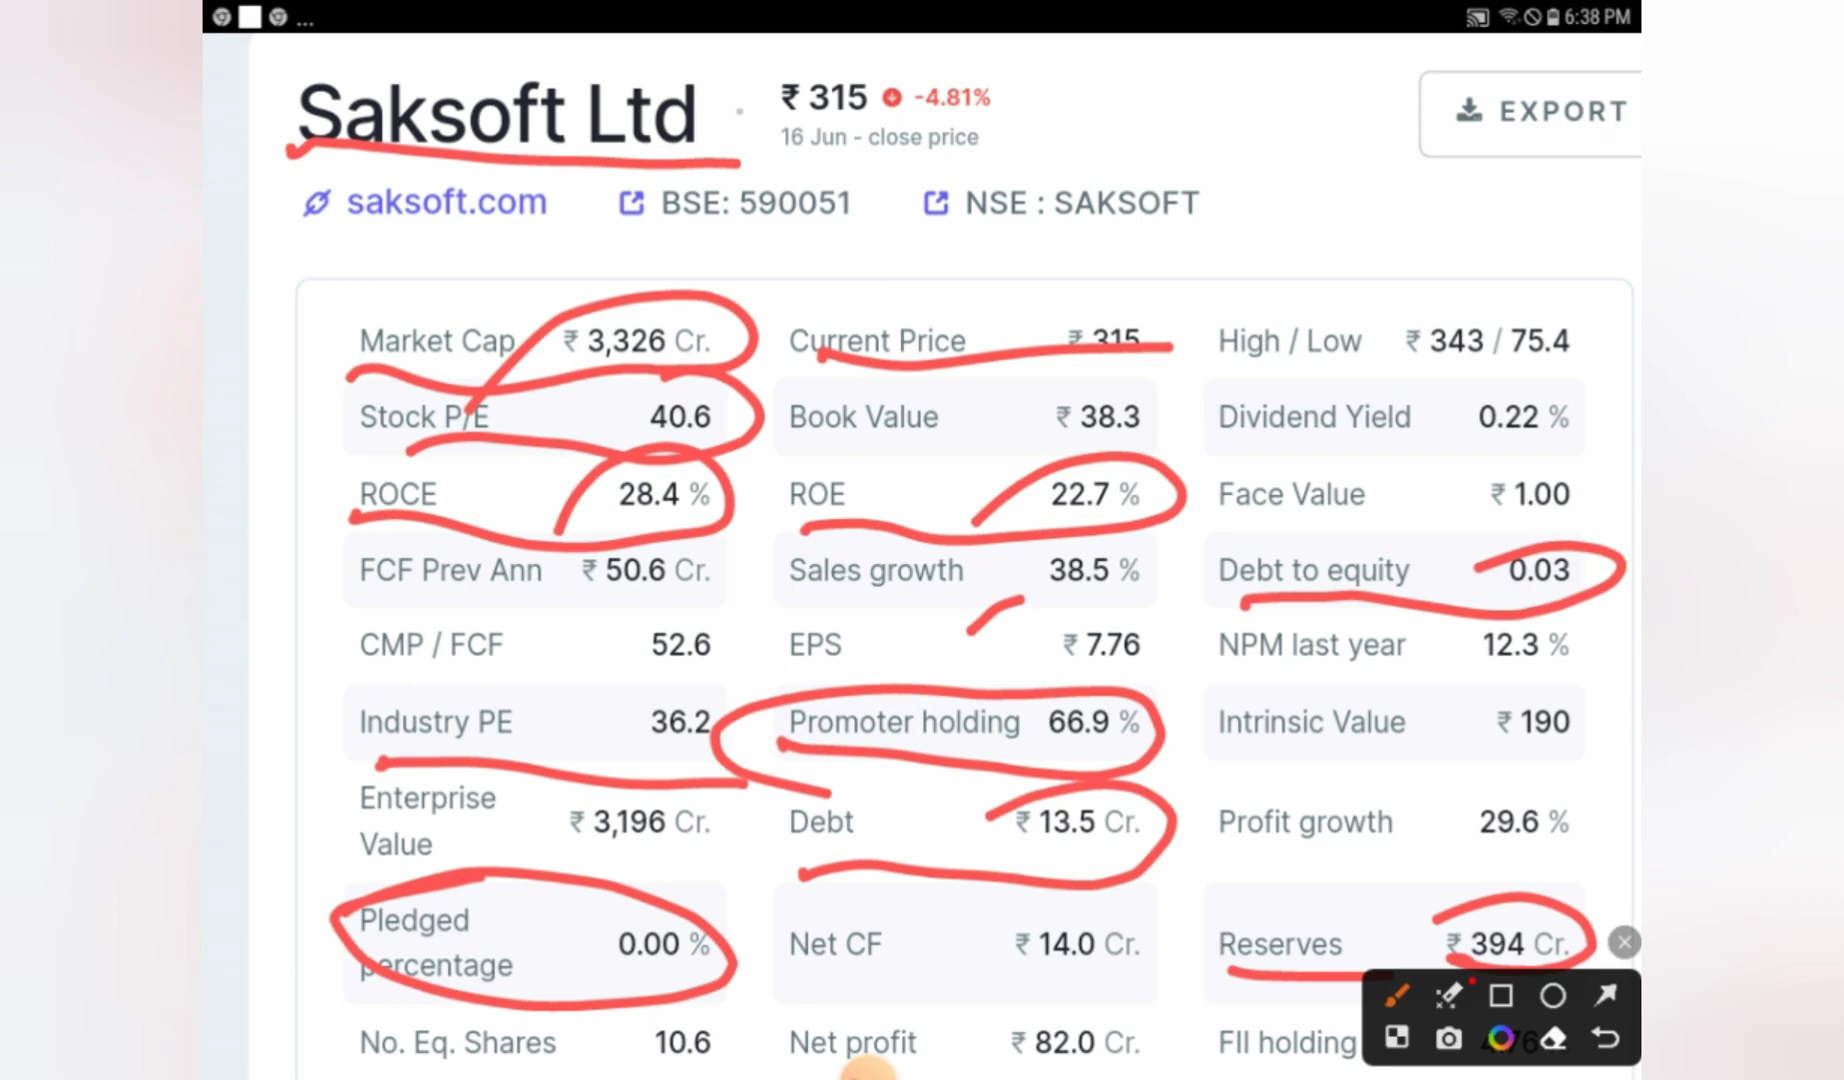 6:38 PM
Saksoft Ltd ₹ 315 -4.81%
16 Jun - close price
EXPORT
saksoft.com BSE: 590051 NSE : SAKSOFT
Market Cap ₹ 3,326 Cr. Current Price ₹ 315 High / Low ₹ 343 / 75.4
Stock P/E 40.6 Book Value ₹ 38.3 Dividend Yield 0.22 %
ROCE 28.4 % ROE 22.7 % Face Value ₹ 1.00
FCF Prev Ann ₹ 50.6 Cr. Sales growth 38.5 % Debt to equity 0.03
CMP / FCF 52.6 EPS ₹ 7.76 NPM last year 12.3 %
Industry PE 36.2 Promoter holding 66.9 % Intrinsic Value ₹ 190
Enterprise
Value ₹ 3,196 Cr. Debt ₹ 13.5 Cr. Profit growth 29.6 %
Pledged
percentage 0.00 % Net CF ₹ 14.0 Cr. Reserves ₹ 394 Cr.
No. Eq. Shares 10.6 Net profit ₹ 82.0 Cr. FII holding